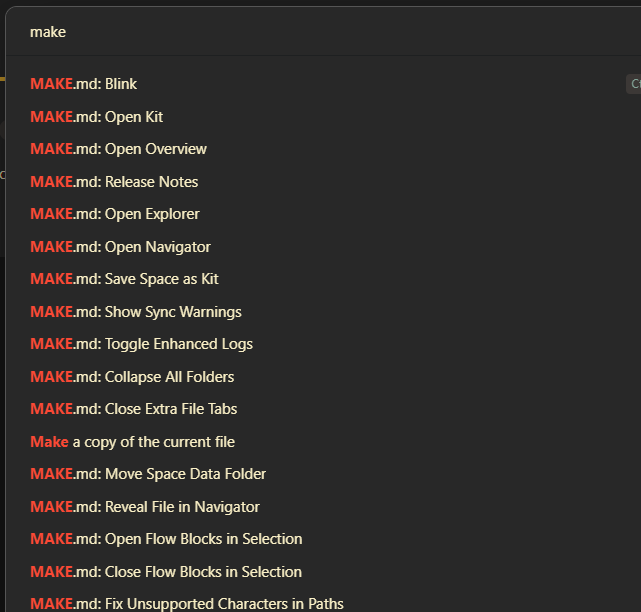 make
MAKE.md: Blink
MAKE.md: Open Kit
MAKE.md: Open Overview
MAKE.md: Release Notes
MAKE.md: Open Explorer
MAKE.md: Open Navigator
MAKE.md: Save Space as Kit
MAKE.md: Show Sync Warnings
MAKE.md: Toggle Enhanced Logs
MAKE.md: Collapse All Folders
MAKE.md: Close Extra File Tabs
Make a copy of the current file
MAKE.md: Move Space Data Folder
MAKE.md: Reveal File in Navigator
MAKE.md: Open Flow Blocks in Selection
MAKE.md: Close Flow Blocks in Selection
MAKE.md: Fix Unsupported Characters in Paths